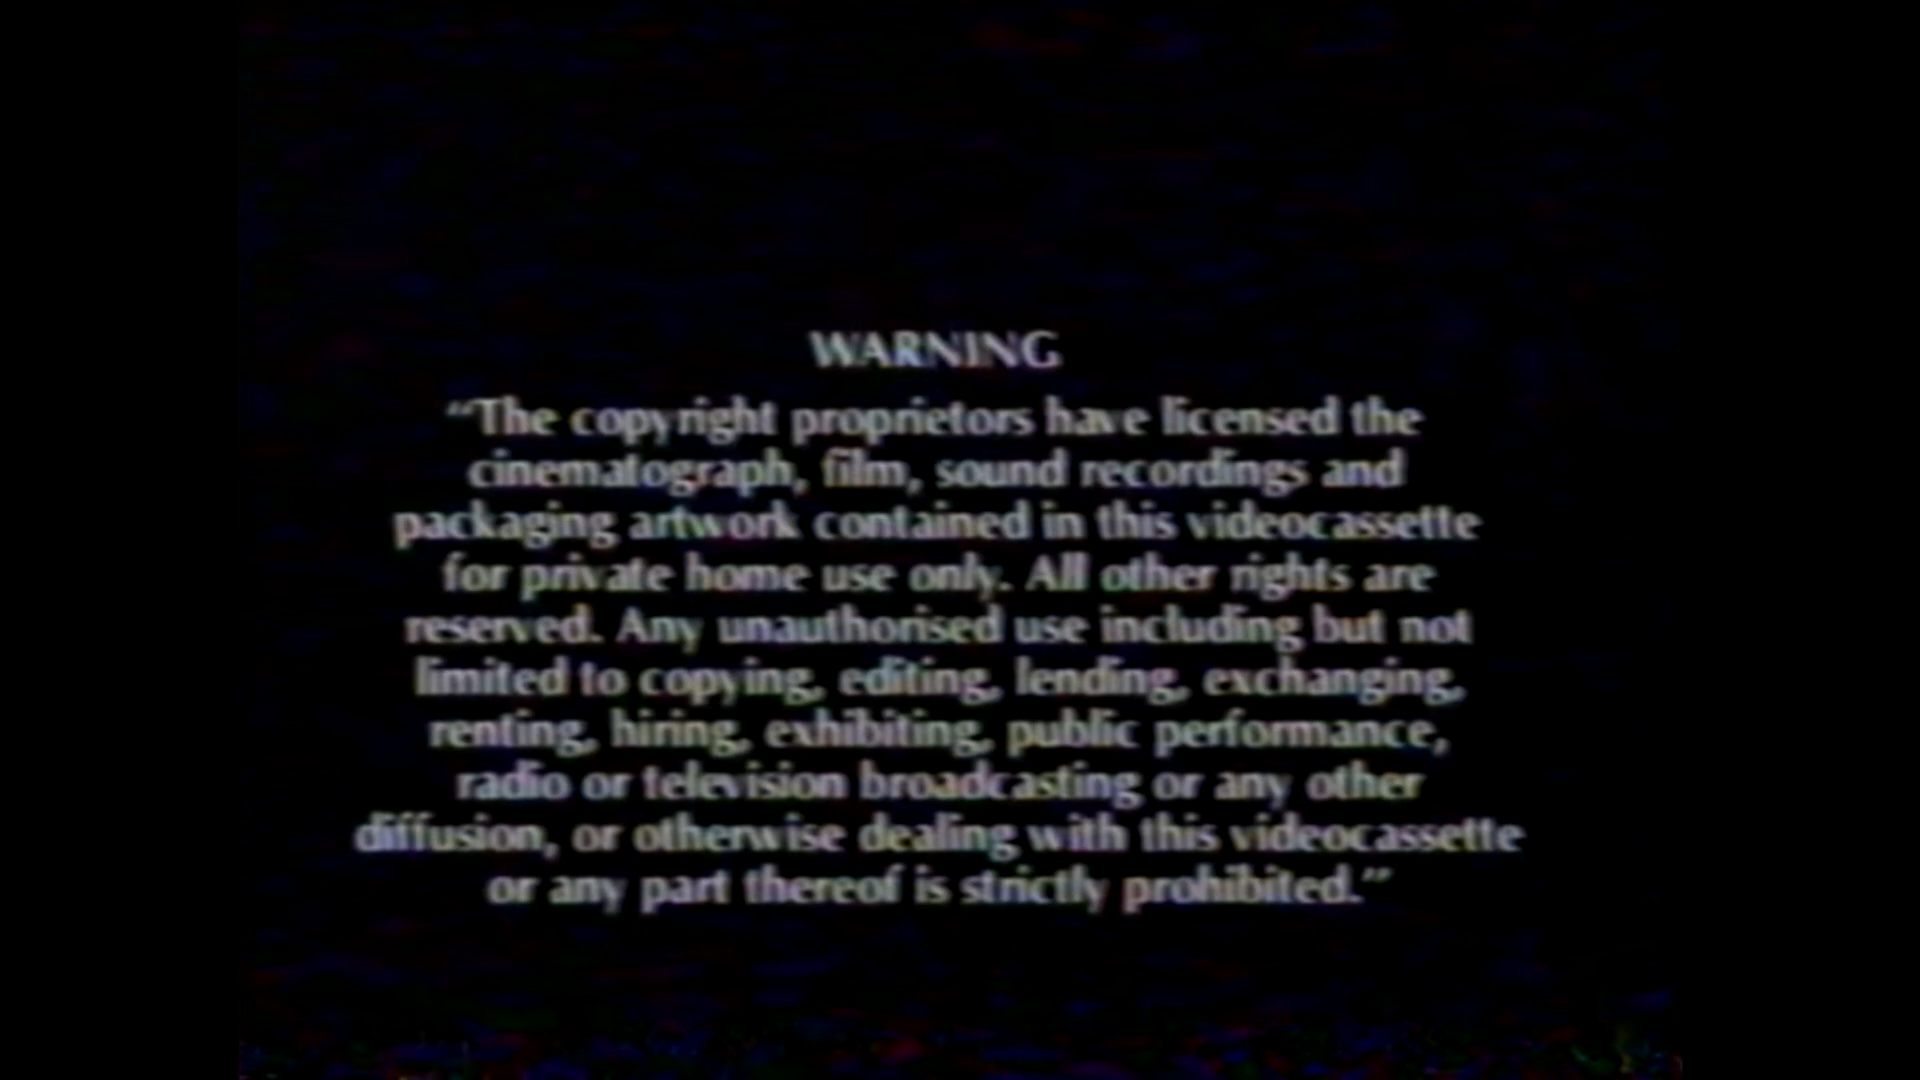 WARNING
“The copyright proprietors have licensed the
cinematograph, film, sound recordings and
packaging artwork contained in this videocassette
for private home use only. All other rights are
reserved. Any unauthorised use including but not
limited to copying, editing, lending, exchanging,
renting, hiring, exhibiting, public performance,
radio or television broadcasting or any other
diffusion, or otherwise dealing with this videocassette
or any part thereof is strictly prohibited.”